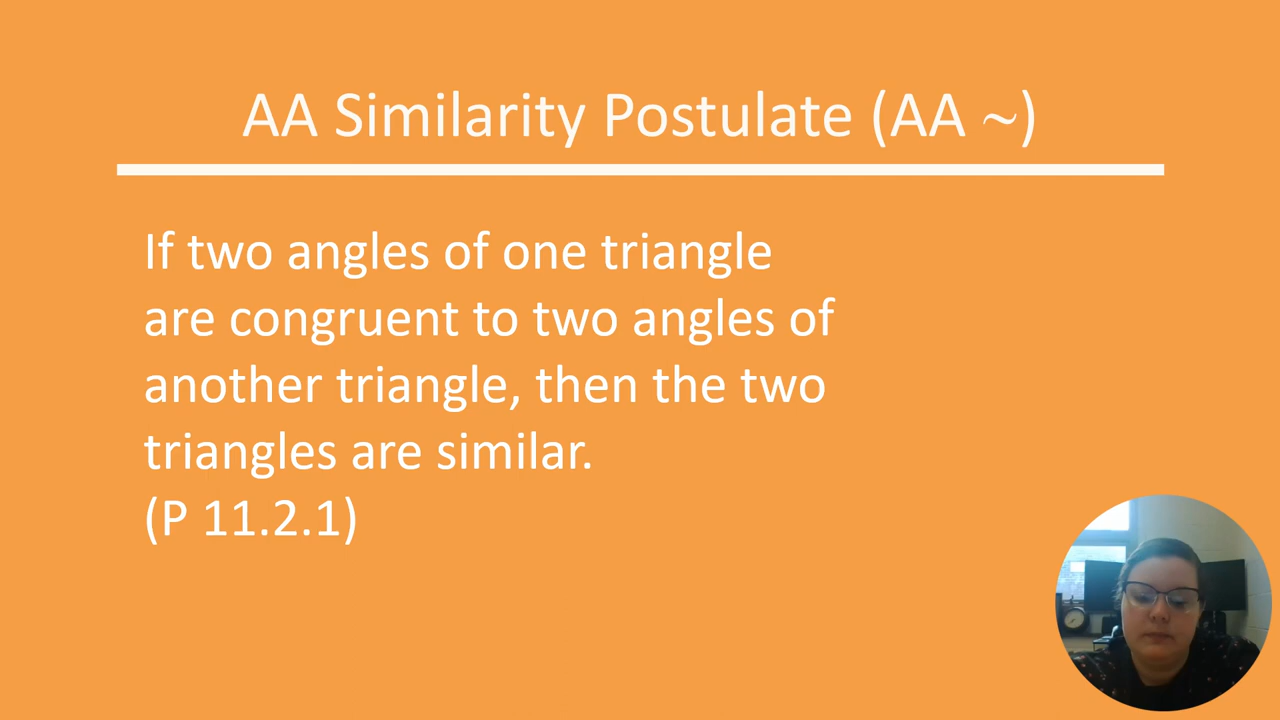 AA Similarity Postulate (AA ~)
If two angles of one triangle
are congruent to two angles of
another triangle, then the two
triangles are similar.
(P 11.2.1)